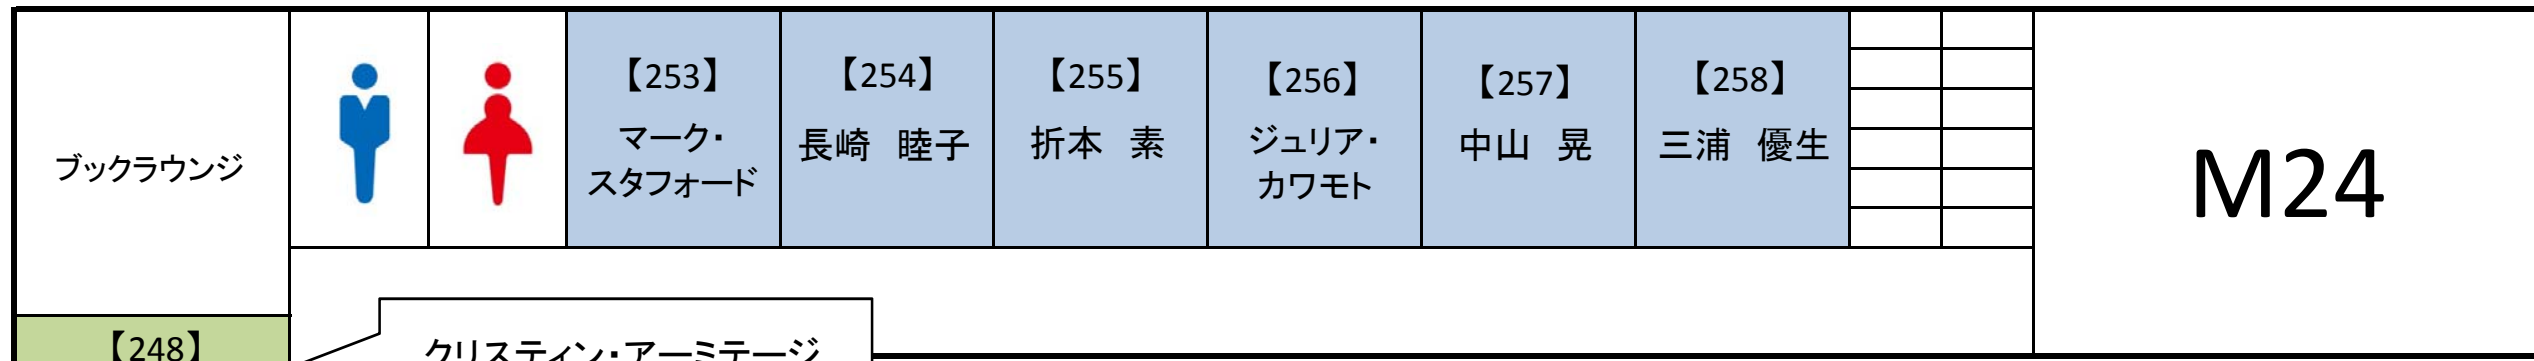 ブックラウンジ
【253】
マーク・
スタフォード
【254】
長崎　睦子
【255】
折本　素
【256】
ジュリア・
カワモト
【257】
中山　晃
【258】
三浦　優生
M24
【248】
クリスティン・アーミテージ